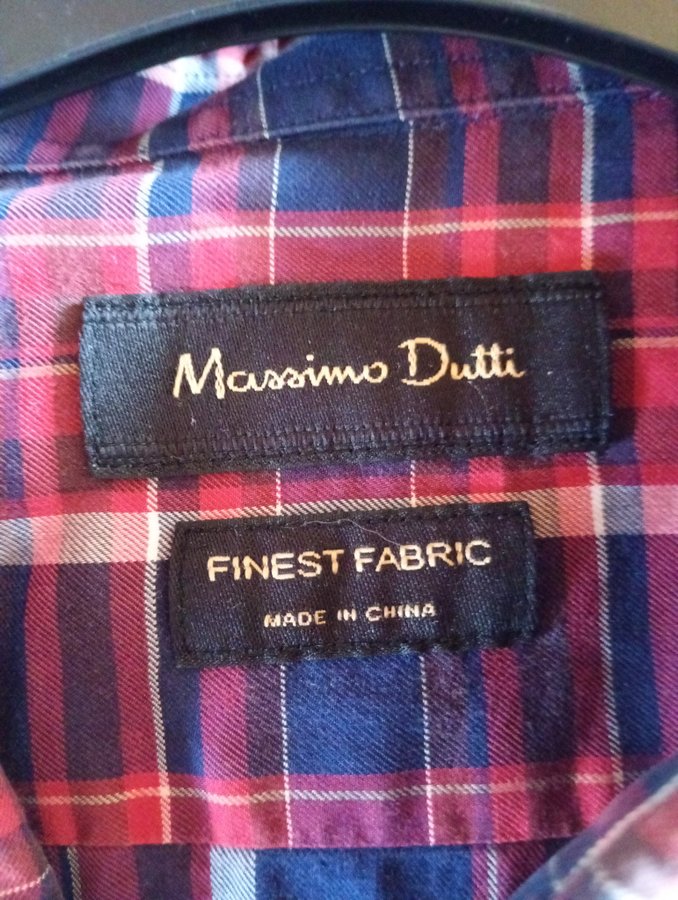 Massimo Dutti
FINEST FABRIC
MADE IN CHINA